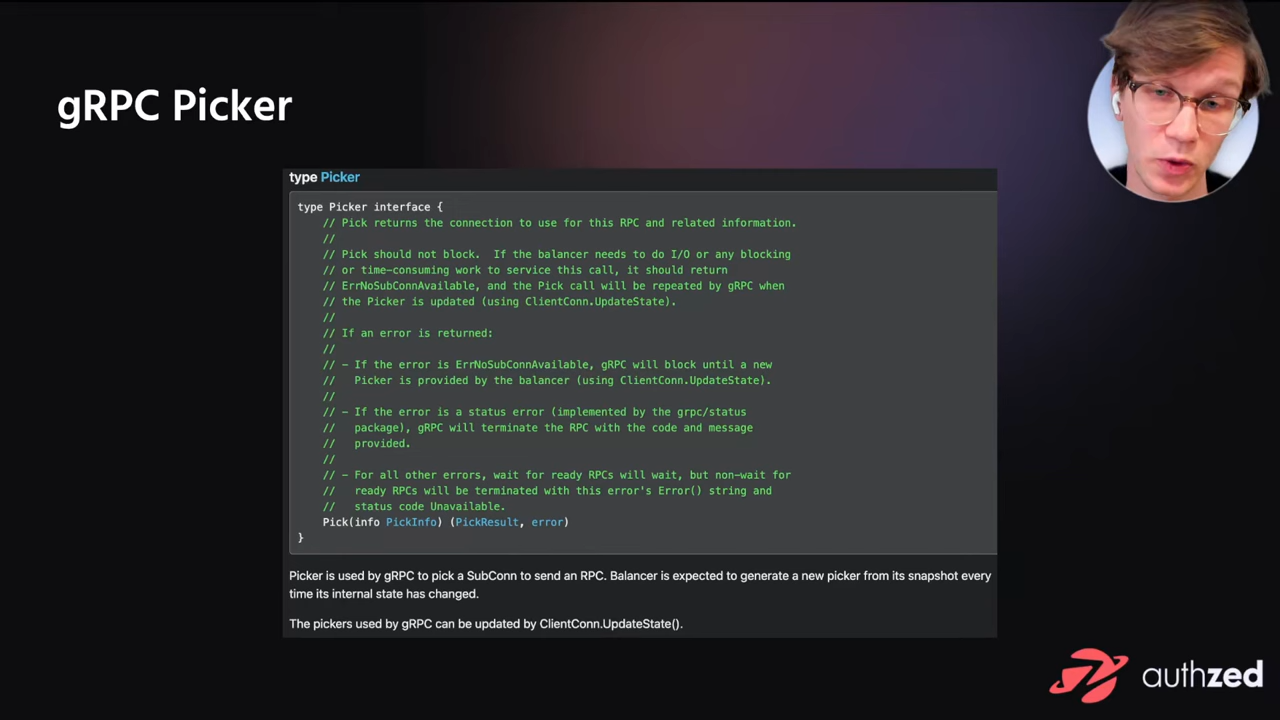 gRPC Picker
type Picker
type Picker interface {
// Pick returns the connection to use for this RPC and related information.
//
// Pick should not block.  If the balancer needs to do I/O or any blocking
// or time-consuming work to service this call, it should return
// ErrNoSubConnAvailable, and the Pick call will be repeated by gRPC when
// the Picker is updated (using ClientConn.UpdateState).
//
// If an error is returned:
//
// - If the error is ErrNoSubConnAvailable, gRPC will block until a new
//   Picker is provided by the balancer (using ClientConn.UpdateState).
//
// - If the error is a status error (implemented by the grpc/status
//   package), gRPC will terminate the RPC with the code and message
//   provided.
//
// - For all other errors, wait for ready RPCs will wait, but non-wait for
//   ready RPCs will be terminated with this error's Error() string and
//   status code Unavailable.
Pick(info PickInfo) (PickResult, error)
}
Picker is used by gRPC to pick a SubConn to send an RPC. Balancer is expected to generate a new picker from its snapshot every
time its internal state has changed.
The pickers used by gRPC can be updated by ClientConn.UpdateState().
authzed